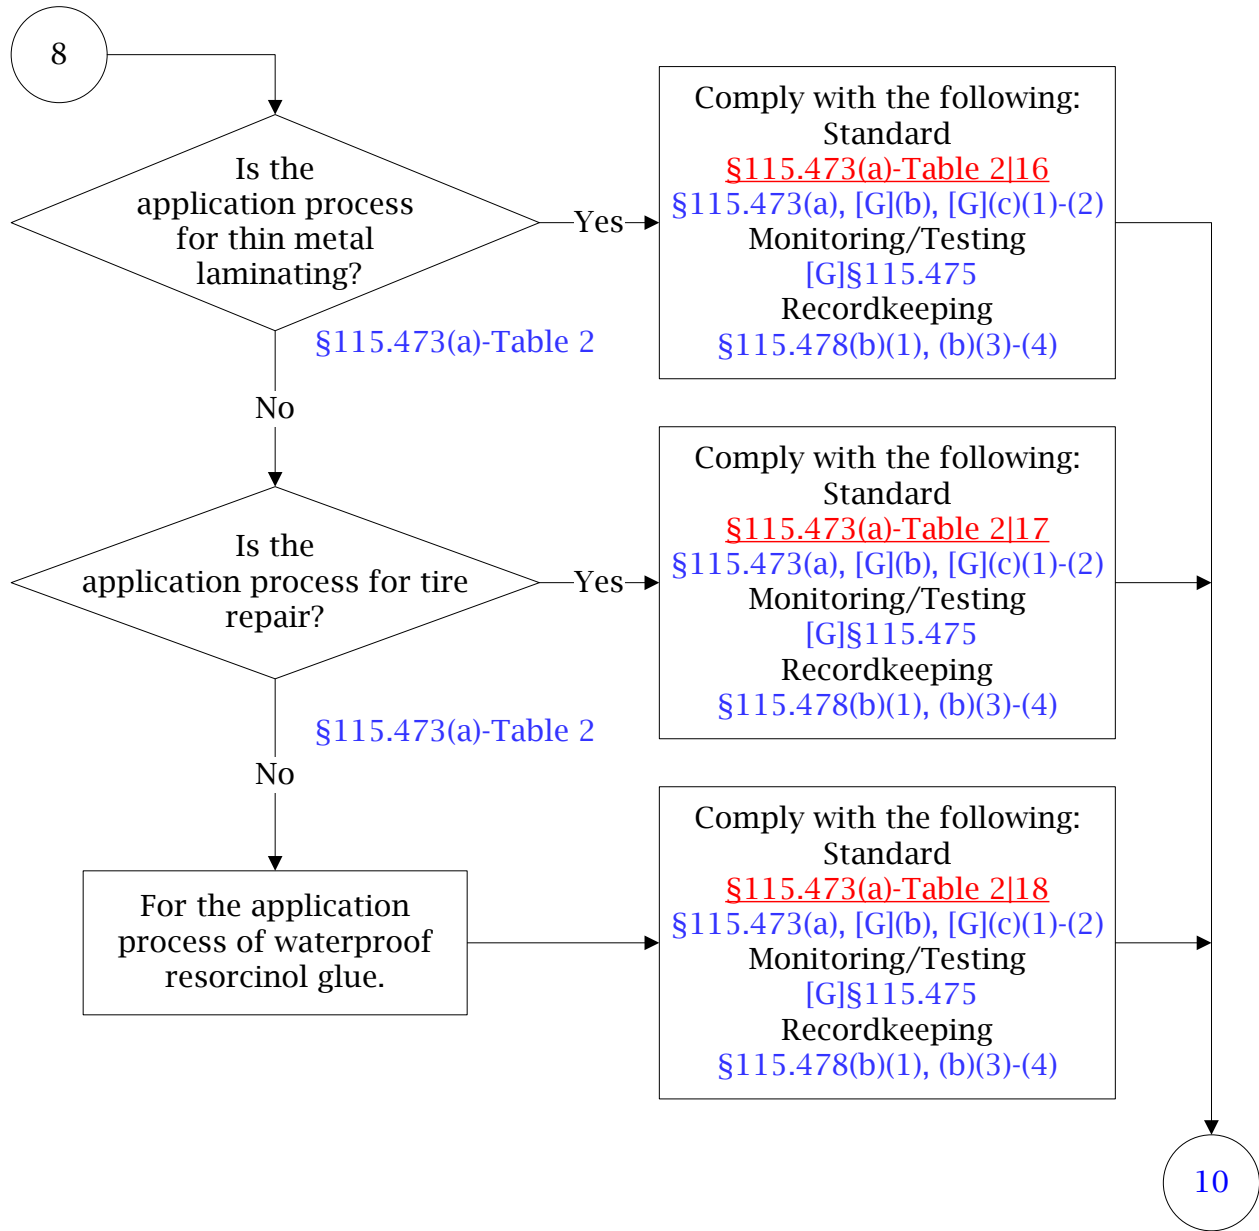 8
Is the
application process
for thin metal
laminating?
Yes
§115.473(a)-Table 2
No
Comply with the following:
Standard
§115.473(a)-Table 2|16
§115.473(a), [G](b), [G](c)(1)-(2)
Monitoring/Testing
[G]§115.475
Recordkeeping
§115.478(b)(1), (b)(3)-(4)
Is the
application process for tire
repair?
Yes
§115.473(a)-Table 2
No
Comply with the following:
Standard
§115.473(a)-Table 2|17
§115.473(a), [G](b), [G](c)(1)-(2)
Monitoring/Testing
[G]§115.475
Recordkeeping
§115.478(b)(1), (b)(3)-(4)
For the application
process of waterproof
resorcinol glue.
Comply with the following:
Standard
§115.473(a)-Table 2|18
§115.473(a), [G](b), [G](c)(1)-(2)
Monitoring/Testing
[G]§115.475
Recordkeeping
§115.478(b)(1), (b)(3)-(4)
10